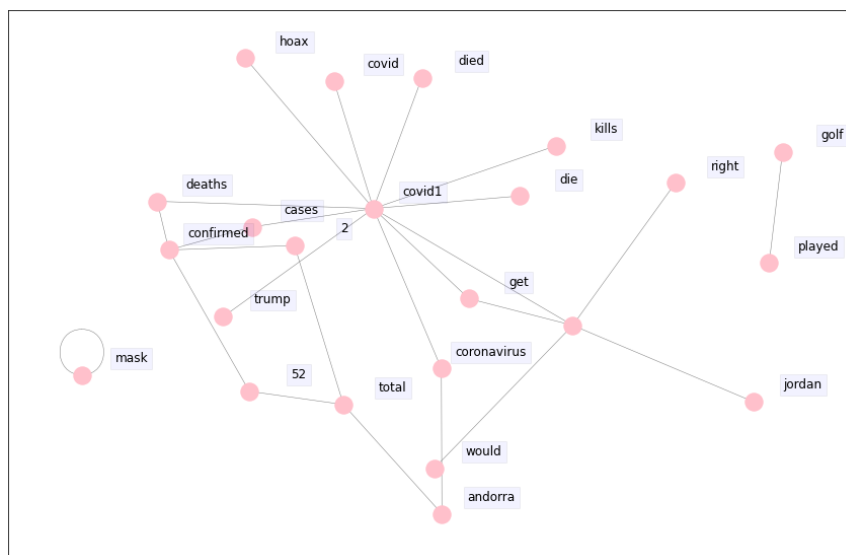 hoax
covid
died
kills
golf
right
die
deaths
covid1
cases
2
confirmed
played
get
trump
coronavirus
mask
52
total
jordan
would
andorra